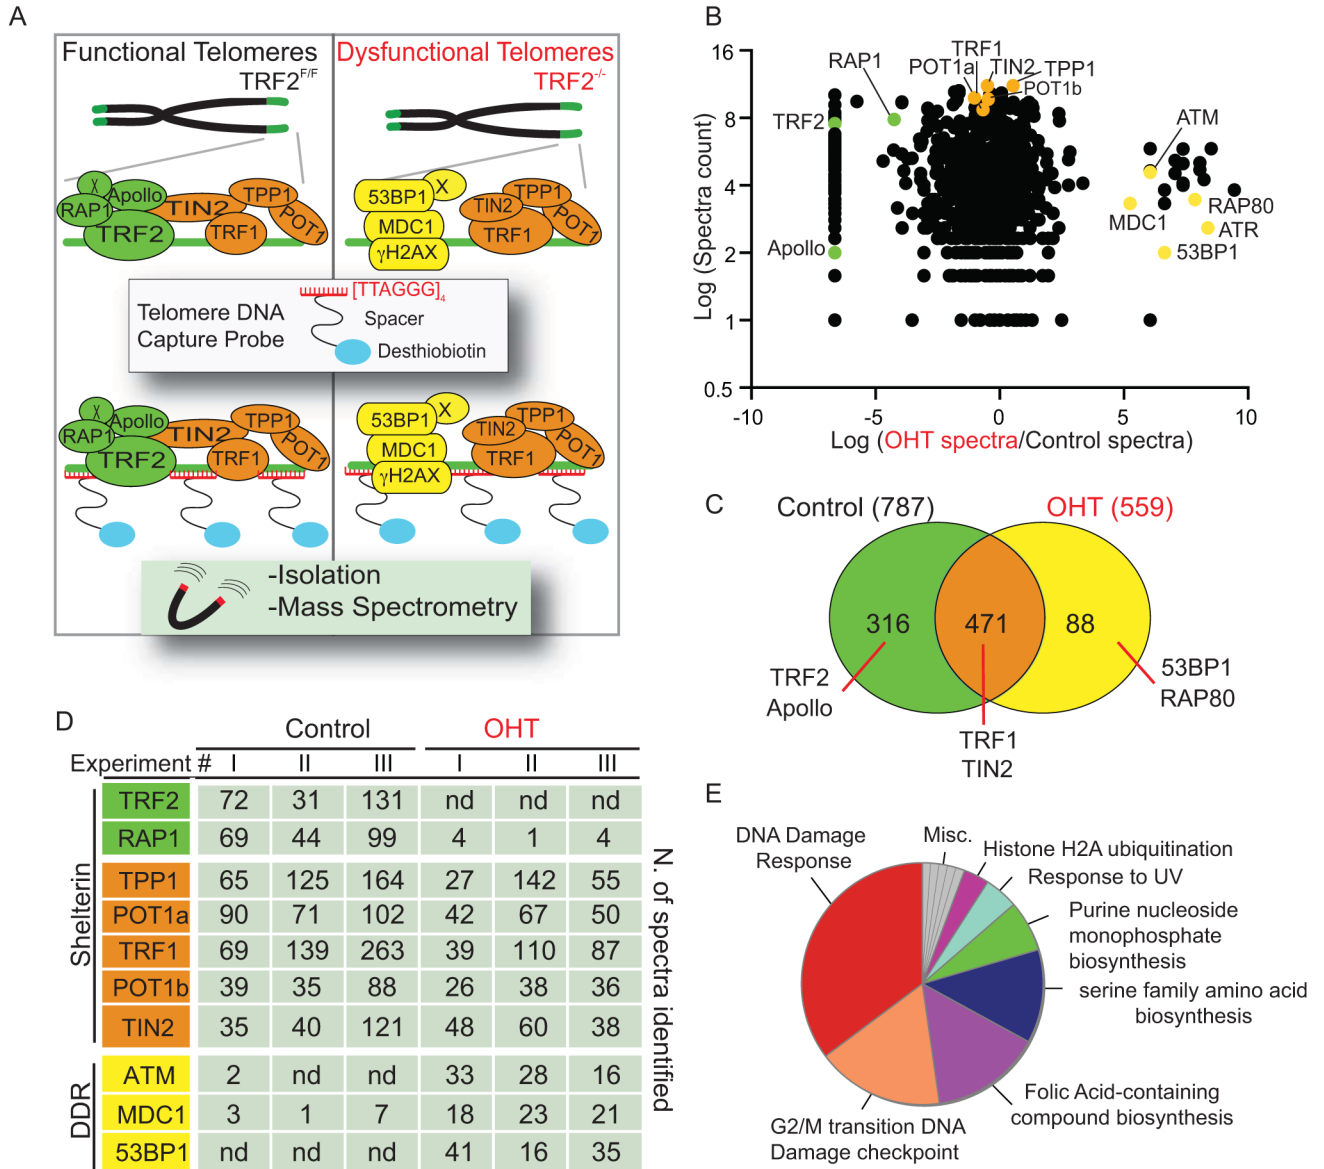 A
Functional Telomeres
TRF2F/F
Dysfunctional Telomeres
TRF2-/-
X
Apollo
RAP1
TRF2
TIN2
TPP1
TRF1
POT1
X
53BP1
MDC1
γH2AX
TIN2
TPP1
TRF1
POT1
Telomere DNA
Capture Probe
[TTAGGG]4
Spacer
Desthiobiotin
X
Apollo
RAP1
TRF2
TIN2
TPP1
TRF1
POT1
X
53BP1
MDC1
γH2AX
TIN2
TPP1
TRF1
POT1
-Isolation
-Mass Spectrometry
B
Log (Spectra count)
16
8
4
2
1
0.5
-10
-5
0
5
10
Log (OHT spectra/Control spectra)
TRF1
RAP1
POT1a
TIN2
TPP1
POT1b
TRF2
Apollo
ATM
MDC1
RAP80
ATR
53BP1
C
Control (787)
OHT (559)
316
471
88
TRF2
Apollo
TRF1
TIN2
53BP1
RAP80
D
Control
OHT
Experiment # I II III I II III
Shelterin
TRF2 72 31 131 nd nd nd
RAP1 69 44 99 4 1 4
TPP1 65 125 164 27 142 55
POT1a 90 71 102 42 67 50
TRF1 69 139 263 39 110 87
POT1b 39 35 88 26 38 36
TIN2 35 40 121 48 60 38
DDR
ATM 2 nd nd 33 28 16
MDC1 3 1 7 18 23 21
53BP1 nd nd nd 41 16 35
N. of spectra identified
E
DNA Damage
Response
Misc.
Histone H2A ubiquitination
Response to UV
Purine nucleoside
monophosphate
biosynthesis
serine family amino acid
biosynthesis
Folic Acid-containing
compound biosynthesis
G2/M transition DNA
Damage checkpoint